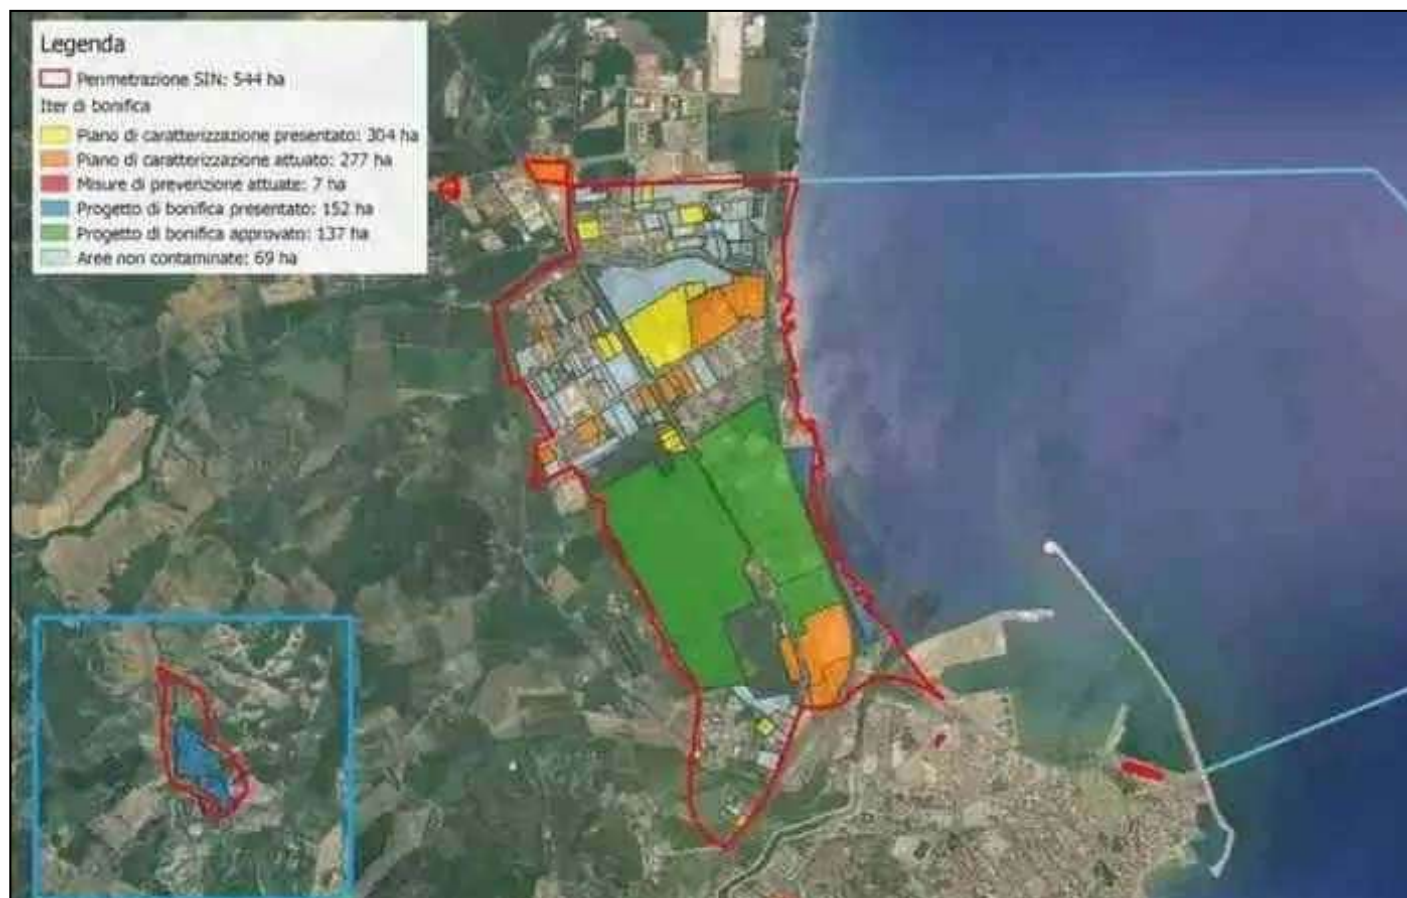 Legenda
Perimetrazione SIN: 544 ha
Iter di bonifica
Piano di caratterizzazione presentato: 304 ha
Piano di caratterizzazione attuato: 277 ha
Misure di prevenzione attuate: 7 ha
Progetto di bonifica presentato: 152 ha
Progetto di bonifica approvato: 137 ha
Aree non contaminate: 69 ha